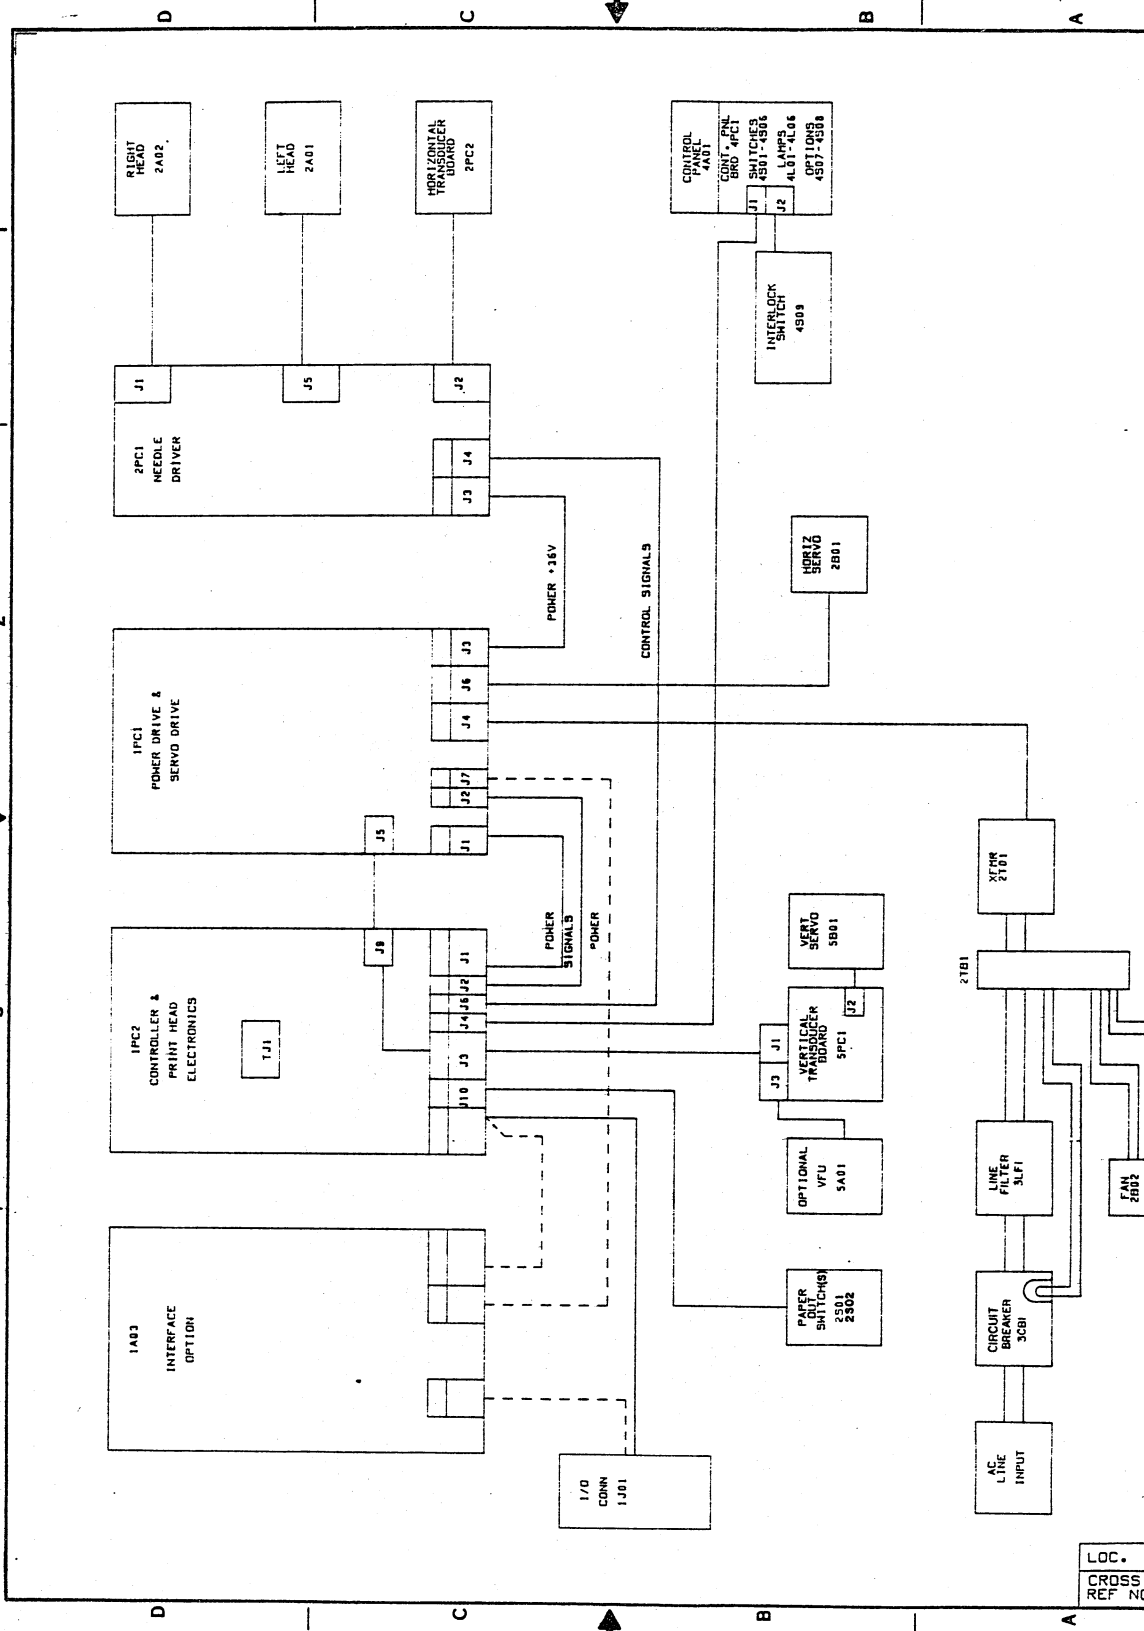 D
C
B
A
RIGHT
HEAD
2A02
LEFT
HEAD
2A01
HORIZONTAL
TRANSDUCER
BOARD
2PC2
CONTROL
PANEL
4A01
CONT. PNL
BRD 4PC1
SWITCHES
4S01-4S06
LAMPS
4L01-4L06
OPTIONS
4S07-4S08
J1
J2
INTERLOCK
SWITCH
4S09
2PC1
NEEDLE
DRIVER
J1
J5
J2
J4
J3
POWER +36V
CONTROL SIGNALS
HORIZ
SERVO
2B01
1PC1
POWER DRIVE &
SERVO DRIVE
J3
J6
J4
J7
J2
J1
J5
POWER
SIGNALS
POWER
XFMR
2T01
2TB1
VERT
SERVO
5B01
1PC2
CONTROLLER &
PRINT HEAD
ELECTRONICS
TJ1
J9
J1
J2
J6
J4
J3
J10
VERTICAL
TRANSDUCER
BOARD
5PC1
J2
J1
J3
OPTIONAL
VFU
5A01
LINE
FILTER
3LF1
FAN
2B02
1A03
INTERFACE
OPTION
PAPER
OUT
SWITCH(S)
2S01
2S02
CIRCUIT
BREAKER
3CB1
I/O
CONN
1J01
AC
LINE
INPUT
LOC.
CROSS
REF NO
D
C
B
A